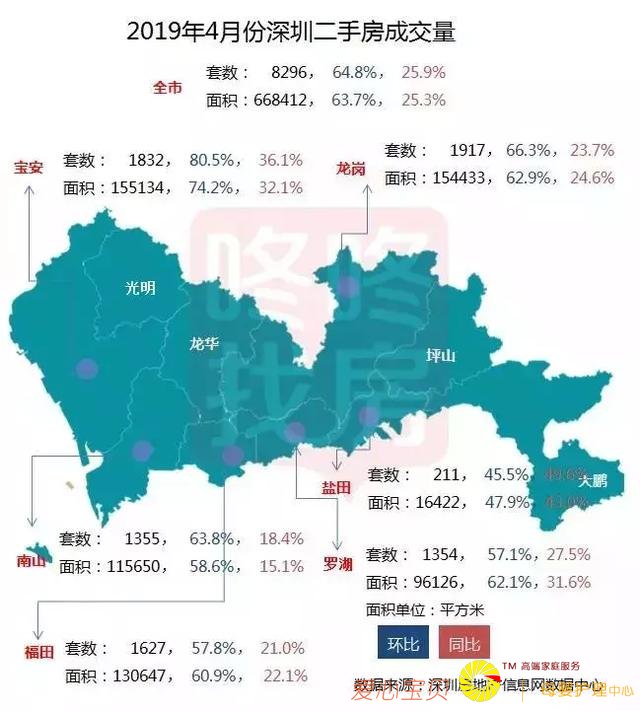 2019年4月份深圳二手房成交量
全市
套数： 8296， 64.8%，25.9%
面积：668412，63.7%，25.3%
宝安
套数： 1832，80.5%，36.1%
面积：155134，74.2%，32.1%
龙岗
套数： 1917，66.3%，23.7%
面积：154433，62.9%，24.6%
咚咚
找房
光明
龙华
坪山
盐田
套数： 211， 45.5%，
面积：16422，47.9%，
大鹏
南山
套数： 1355，63.8%，18.4%
面积：115650，58.6%，15.1%
罗湖
套数： 1354，57.1%，27.5%
面积：96126，62.1%，31.6%
面积单位：平方米
环比
同比
福田
套数： 1627，57.8%，21.0%
面积：130647，60.9%，22.1%
数据来源：深圳房地产信息网数据中心
爱心宝贝
TM 高端家庭服务
母婴护理中心